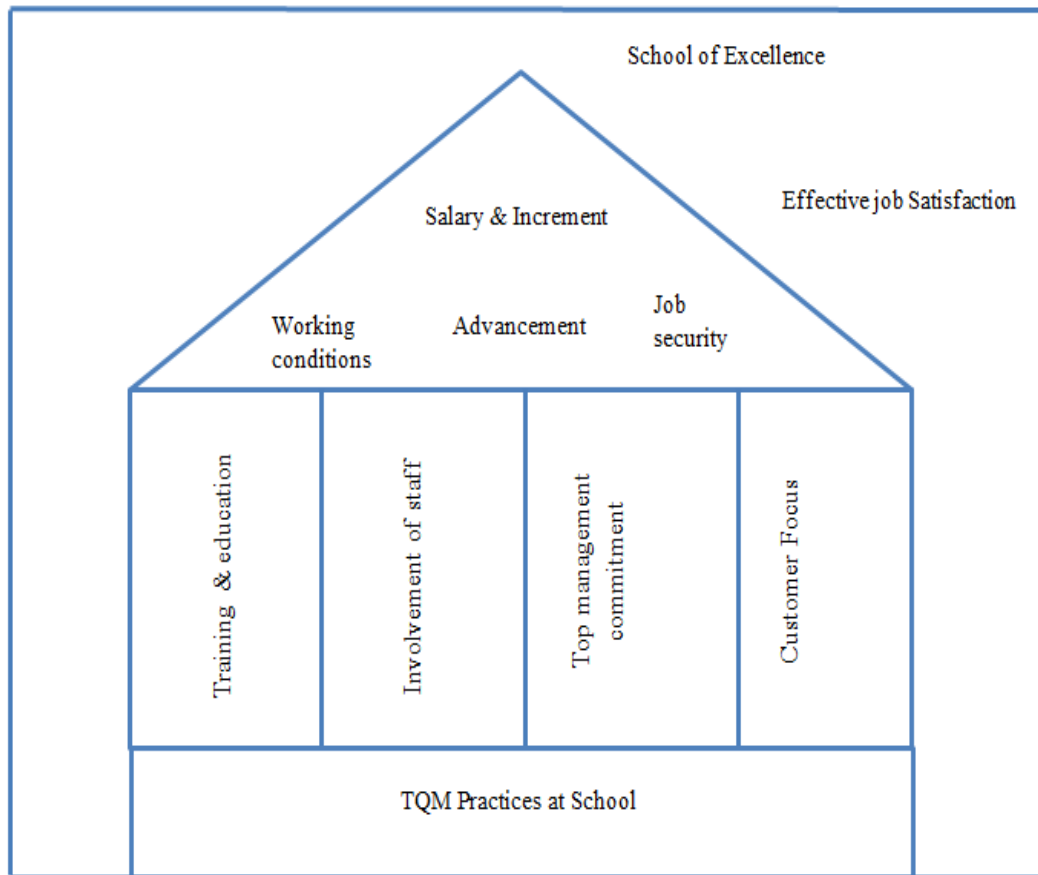 School of Excellence
Effective job Satisfaction
Salary & Increment
Working
conditions
Advancement
Job
security
Training & education
Involvement of staff
Top management
commitment
Customer Focus
TQM Practices at School